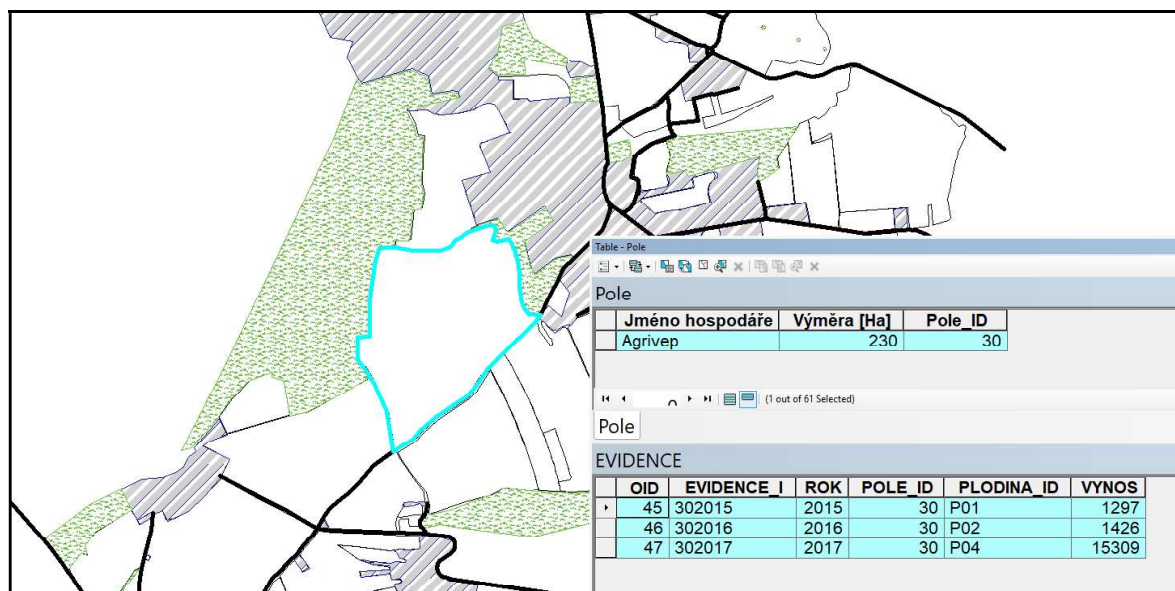 Table - Pole
Pole
Jméno hospodáře Výměra [Ha] Pole_ID
Agrivep 230 30
(1 out of 61 Selected)
Pole
EVIDENCE
OID EVIDENCE_I ROK POLE_ID PLODINA_ID VYNOS
45 302015 2015 30 P01 1297
46 302016 2016 30 P02 1426
47 302017 2017 30 P04 15309